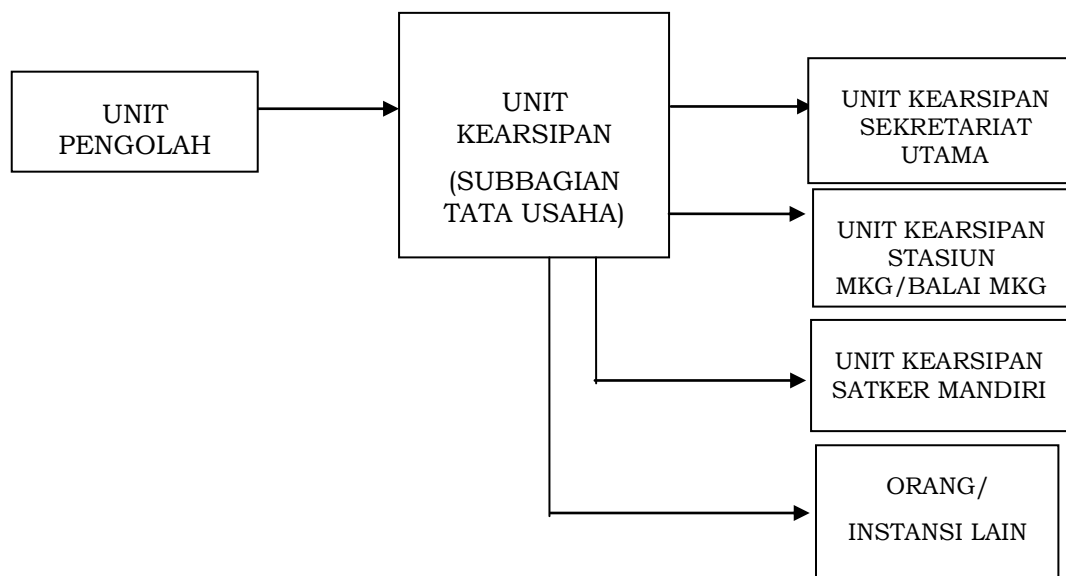 UNIT
PENGOLAH
UNIT
KEARSIPAN
(SUBBAGIAN
TATA USAHA)
UNIT KEARSIPAN
SEKRETARIAT
UTAMA
UNIT KEARSIPAN
STASIUN
MKG/BALAI MKG
UNIT KEARSIPAN
SATKER MANDIRI
ORANG/
INSTANSI LAIN